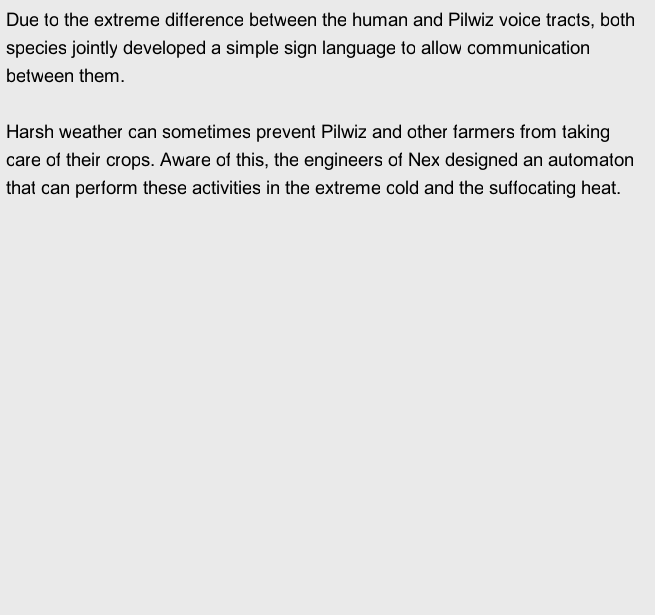 Due to the extreme difference between the human and Pilwiz voice tracts, both
species jointly developed a simple sign language to allow communication
between them.

Harsh weather can sometimes prevent Pilwiz and other farmers from taking
care of their crops. Aware of this, the engineers of Nex designed an automaton
that can perform these activities in the extreme cold and the suffocating heat.